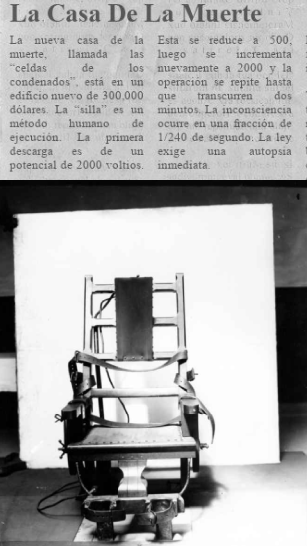 La Casa De La Muerte
La nueva casa de la
muerte, llamada las
“celdas de los
condenados”, está en un
edificio nuevo de 300,000
dólares. La “silla” es un
método humano de
ejecución. La primera
descarga es de un
potencial de 2000 voltios.
Esta se reduce a 500,
luego se incrementa
nuevamente a 2000 y la
operación se repite hasta
que transcurren dos
minutos. La inconsciencia
ocurre en una fracción de
1/240 de segundo. La ley
exige una autopsia
inmediata.